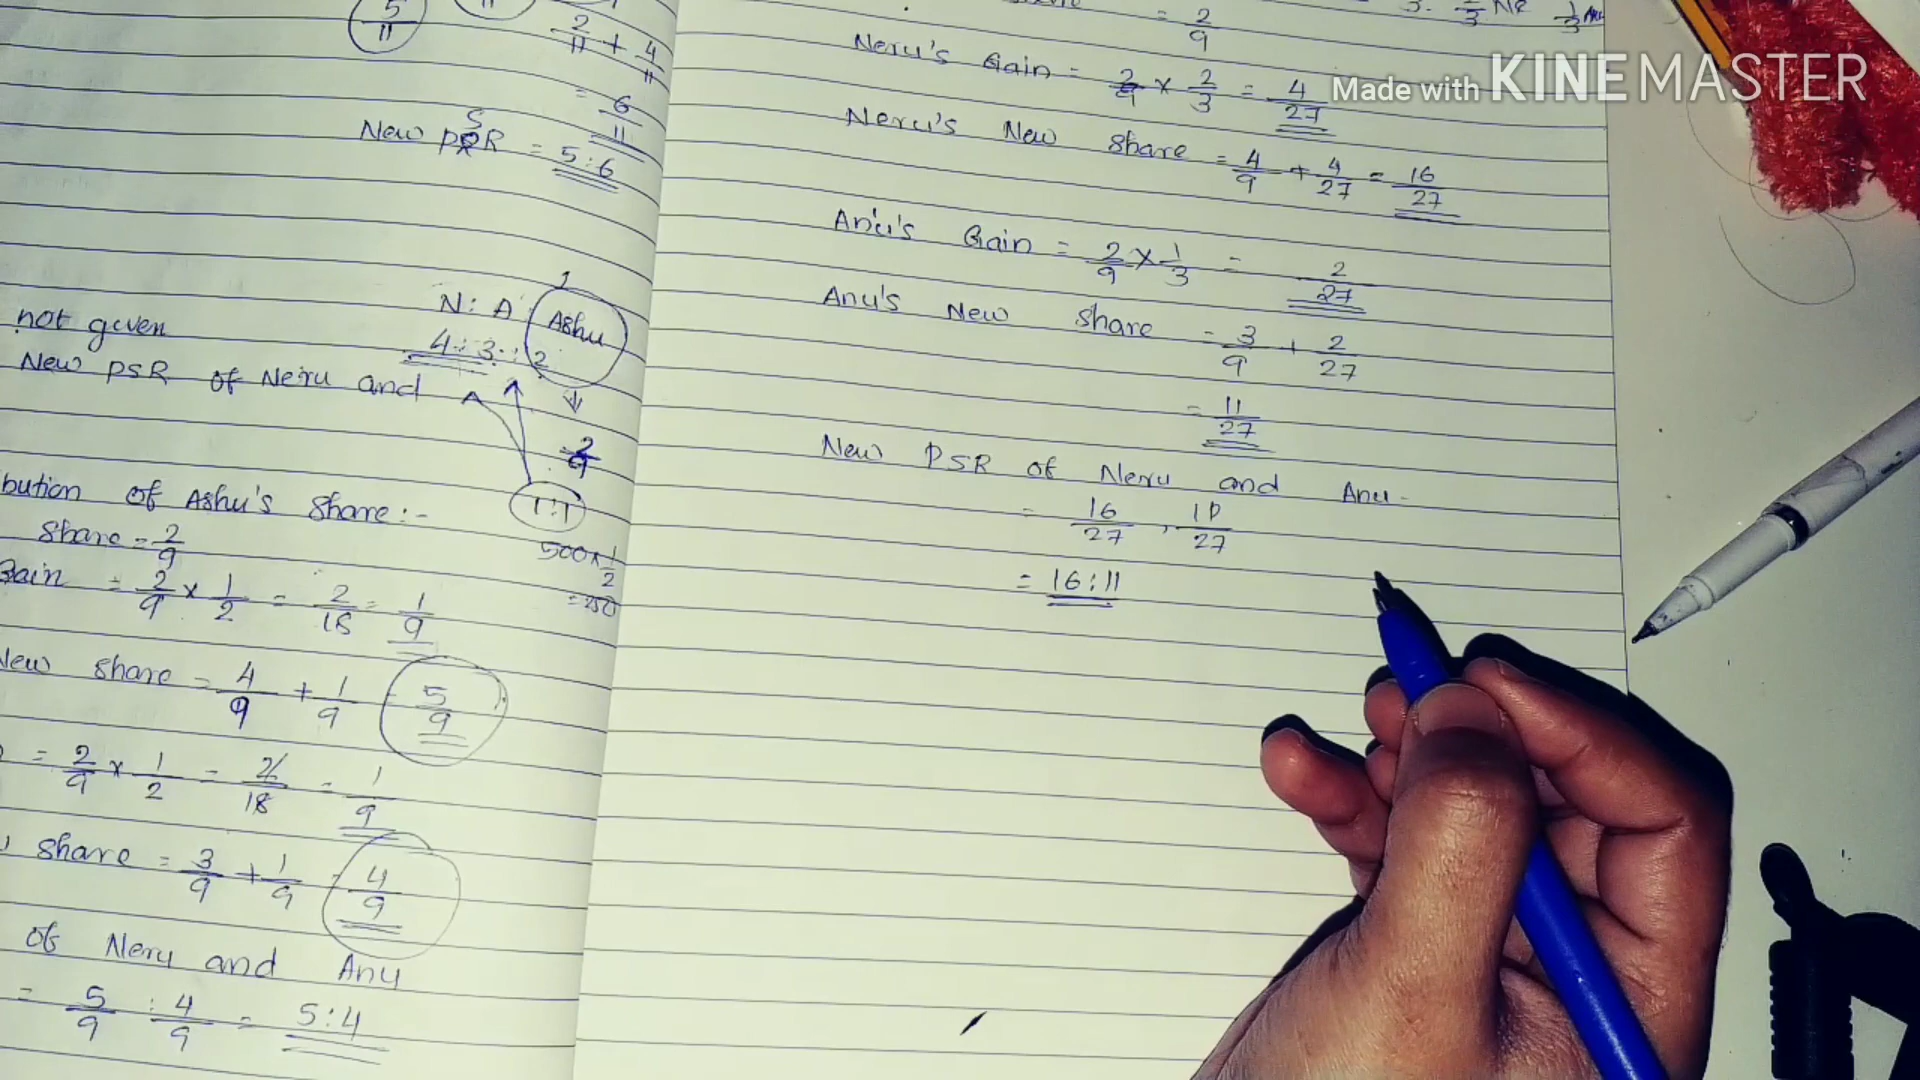 5/11
2/11 + 4/11
= 6/11
New PSR = 5:6
N: A: Ashu
4:3:2
1
not given
New PSR of Neru and
2/9
1:1
bution of Ashu's Share:-
Share = 2/9
500 × 1/2
= 250
Gain = 2/9 × 1/2 = 2/18 = 1/9
New share = 4/9 + 1/9 = 5/9
= 2/9 × 1/2 = 2/18 = 1/9
share = 3/9 + 1/9 = 4/9
of Neru and Anu
= 5/9 : 4/9 = 5:4
= 2/9
Neru's Gain = 2/9 × 2/3 = 4/27
Neru's New share = 4/9 + 4/27 = 16/27
Anu's Gain = 2/9 × 1/3 = 2/27
Anu's New share = 3/9 + 2/27
= 11/27
New PSR of Neru and Anu-
= 16/27 , 11/27
= 16:11
Made with KINEMASTER